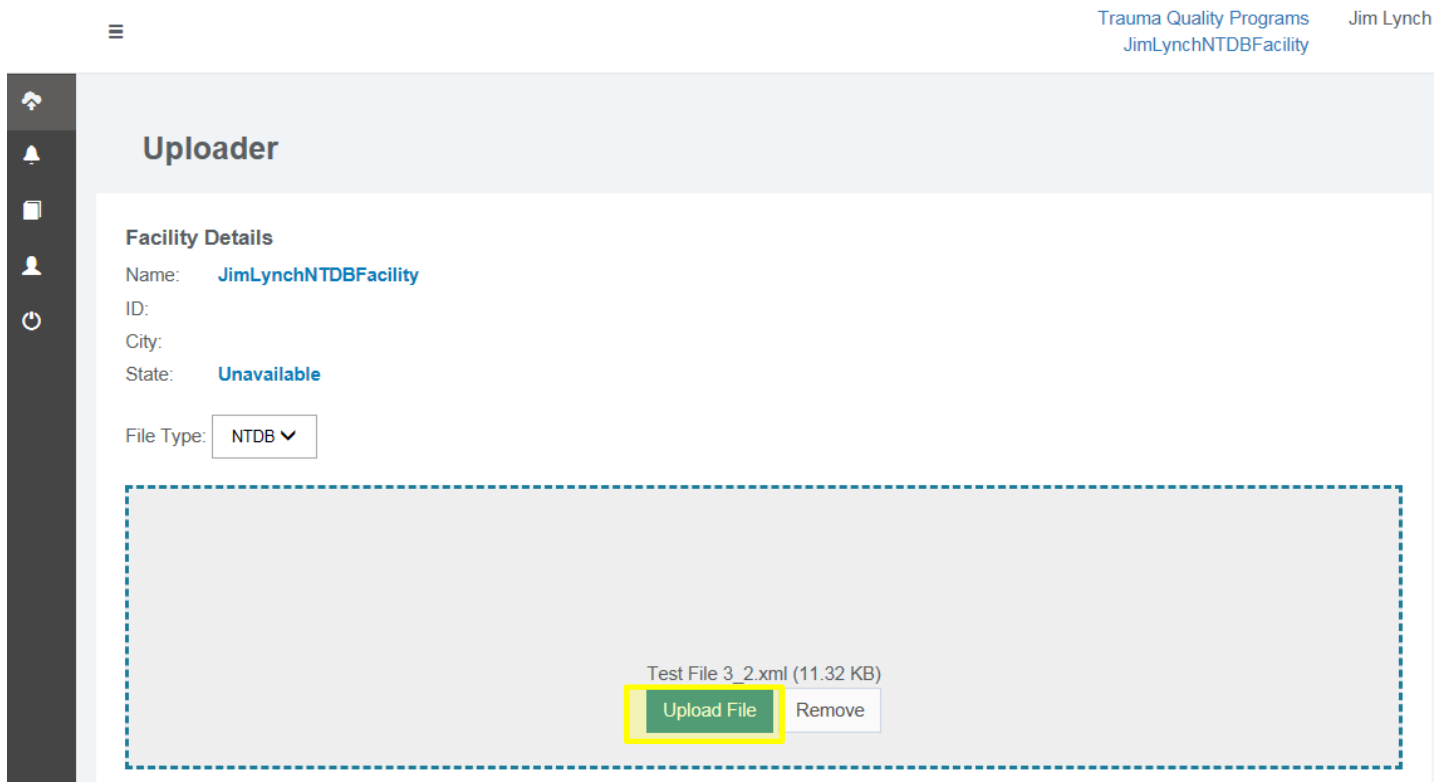 Trauma Quality Programs Jim Lynch
JimLynchNTDBFacility
Uploader
Facility Details
Name: JimLynchNTDBFacility
ID:
City:
State: Unavailable
File Type: NTDB
Test File 3_2.xml (11.32 KB)
Upload File Remove